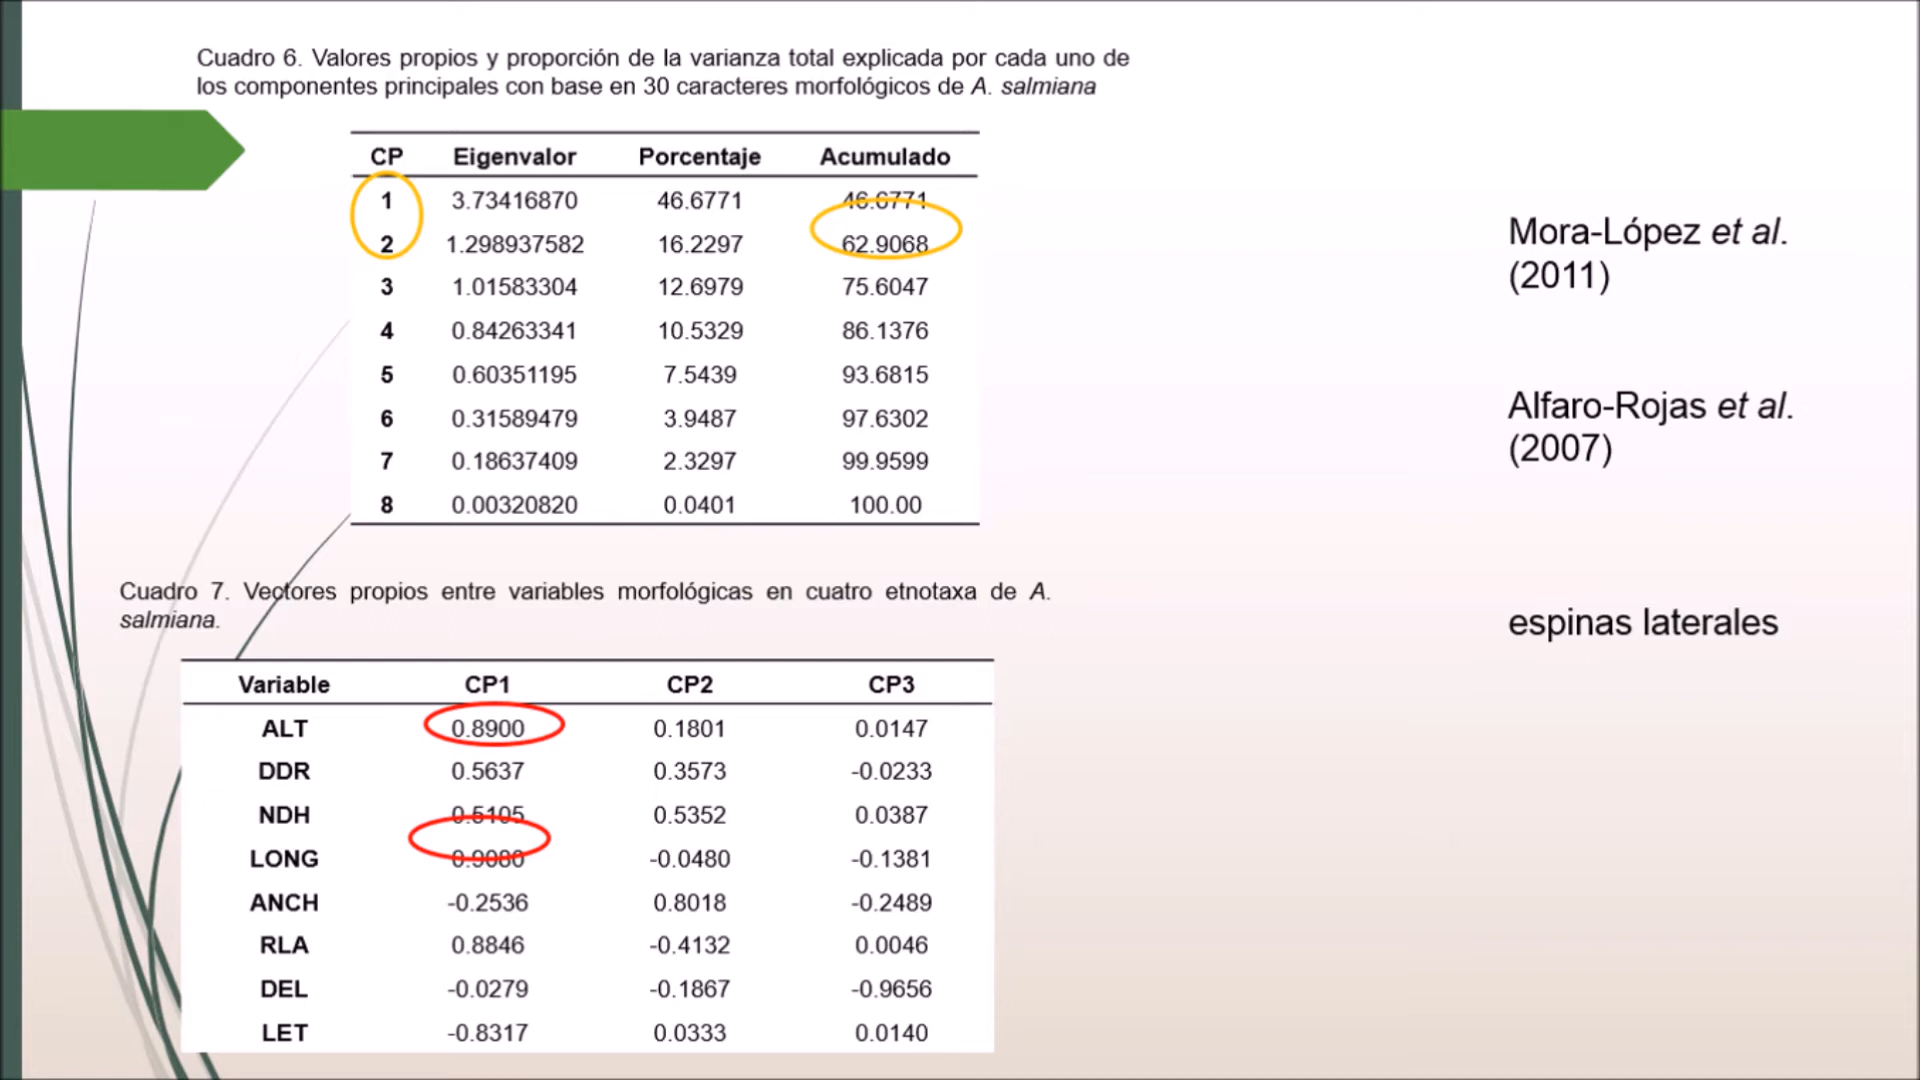 Cuadro 6. Valores propios y proporción de la varianza total explicada por cada uno de
los componentes principales con base en 30 caracteres morfológicos de A. salmiana
CP Eigenvalor Porcentaje Acumulado
1 3.73416870 46.6771 46.6771
2 1.298937582 16.2297 62.9068
3 1.01583304 12.6979 75.6047
4 0.84263341 10.5329 86.1376
5 0.60351195 7.5439 93.6815
6 0.31589479 3.9487 97.6302
7 0.18637409 2.3297 99.9599
8 0.00320820 0.0401 100.00
Cuadro 7. Vectores propios entre variables morfológicas en cuatro etnotaxa de A.
salmiana.
Variable CP1 CP2 CP3
ALT 0.8900 0.1801 0.0147
DDR 0.5637 0.3573 -0.0233
NDH 0.5105 0.5352 0.0387
LONG 0.9080 -0.0480 -0.1381
ANCH -0.2536 0.8018 -0.2489
RLA 0.8846 -0.4132 0.0046
DEL -0.0279 -0.1867 -0.9656
LET -0.8317 0.0333 0.0140
Mora-López et al.
(2011)
Alfaro-Rojas et al.
(2007)
espinas laterales